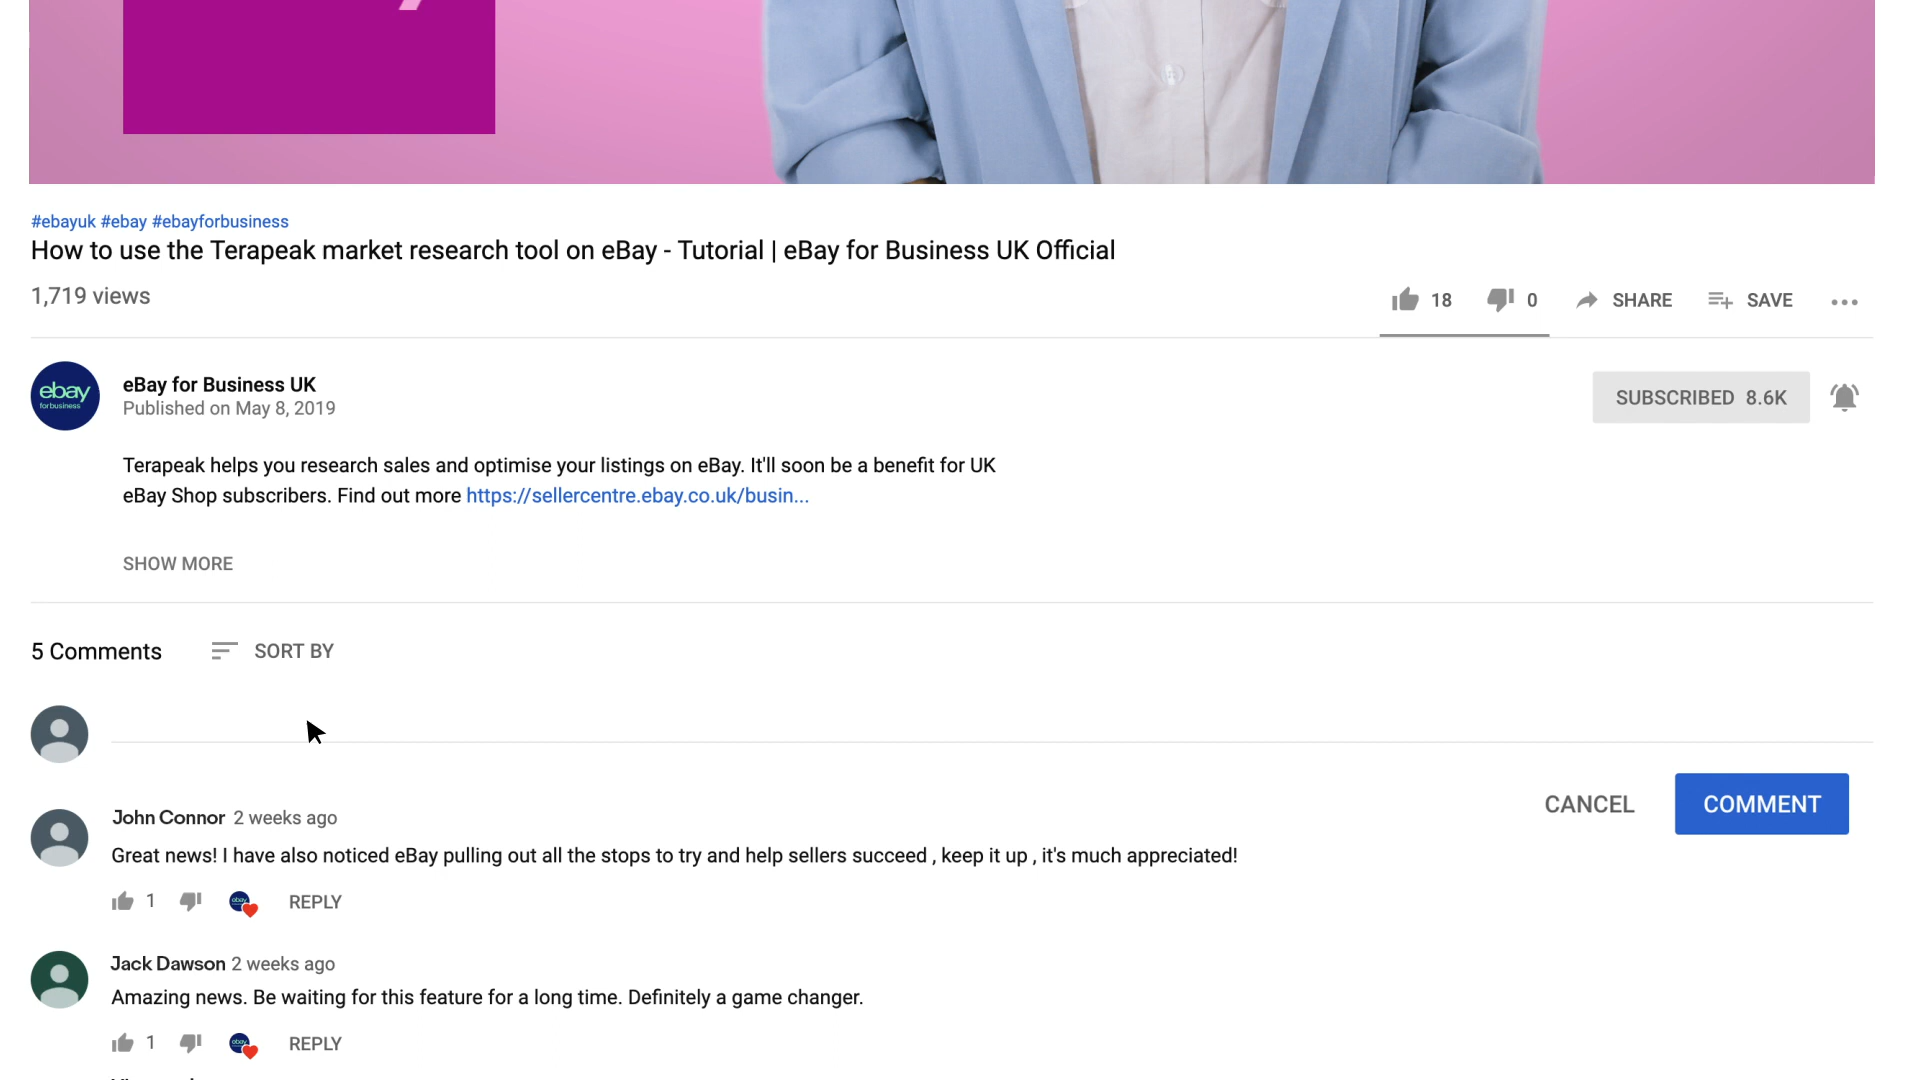 #ebayuk #ebay #ebayforbusiness
How to use the Terapeak market research tool on eBay - Tutorial | eBay for Business UK Official
1,719 views
18
0
SHARE
SAVE
ebay
for business
eBay for Business UK
Published on May 8, 2019
SUBSCRIBED 8.6K
Terapeak helps you research sales and optimise your listings on eBay. It'll soon be a benefit for UK
eBay Shop subscribers. Find out more https://sellercentre.ebay.co.uk/busin...
SHOW MORE
5 Comments
SORT BY
CANCEL
COMMENT
John Connor 2 weeks ago
Great news! I have also noticed eBay pulling out all the stops to try and help sellers succeed , keep it up , it's much appreciated!
1
ebay
REPLY
Jack Dawson 2 weeks ago
Amazing news. Be waiting for this feature for a long time. Definitely a game changer.
1
ebay
REPLY